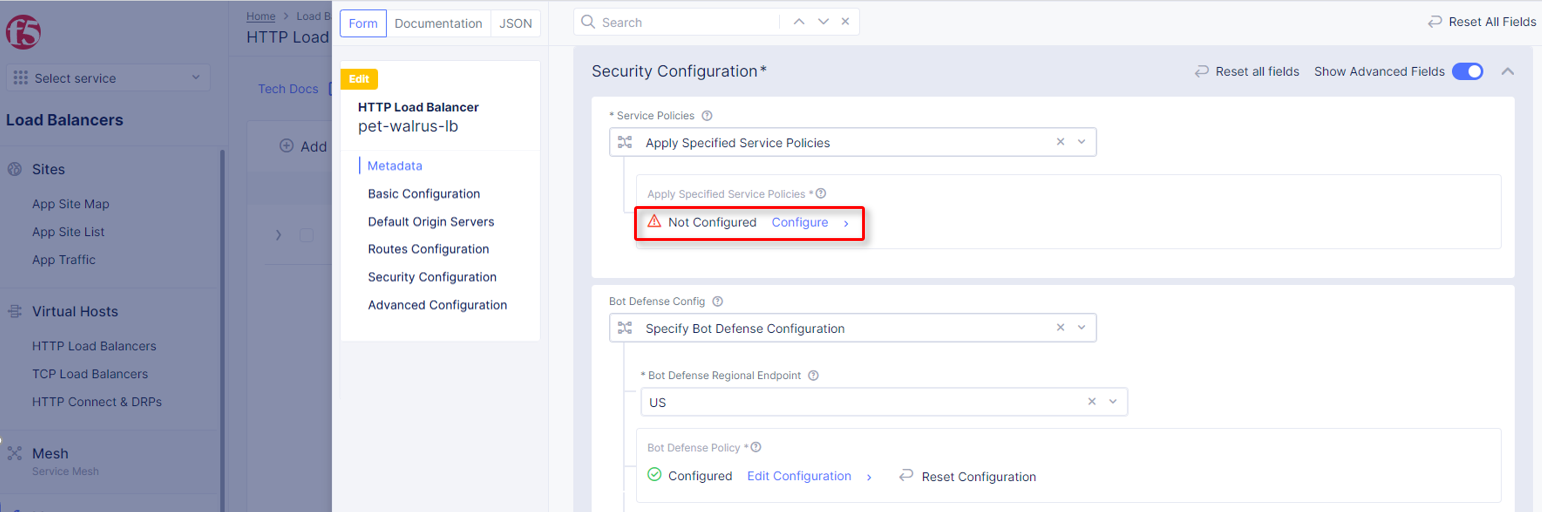 f5
Select service
Load Balancers
Sites
App Site Map
App Site List
App Traffic
Virtual Hosts
HTTP Load Balancers
TCP Load Balancers
HTTP Connect & DRPs
Mesh
Service Mesh
Home > Load B
HTTP Load
Tech Docs
Add
Form Documentation JSON
Edit
HTTP Load Balancer
pet-walrus-lb
Metadata
Basic Configuration
Default Origin Servers
Routes Configuration
Security Configuration
Advanced Configuration
Search
Reset All Fields
Security Configuration*
Reset all fields Show Advanced Fields
* Service Policies
Apply Specified Service Policies
Apply Specified Service Policies *
Not Configured Configure >
Bot Defense Config
Specify Bot Defense Configuration
* Bot Defense Regional Endpoint
US
Bot Defense Policy *
Configured Edit Configuration > Reset Configuration